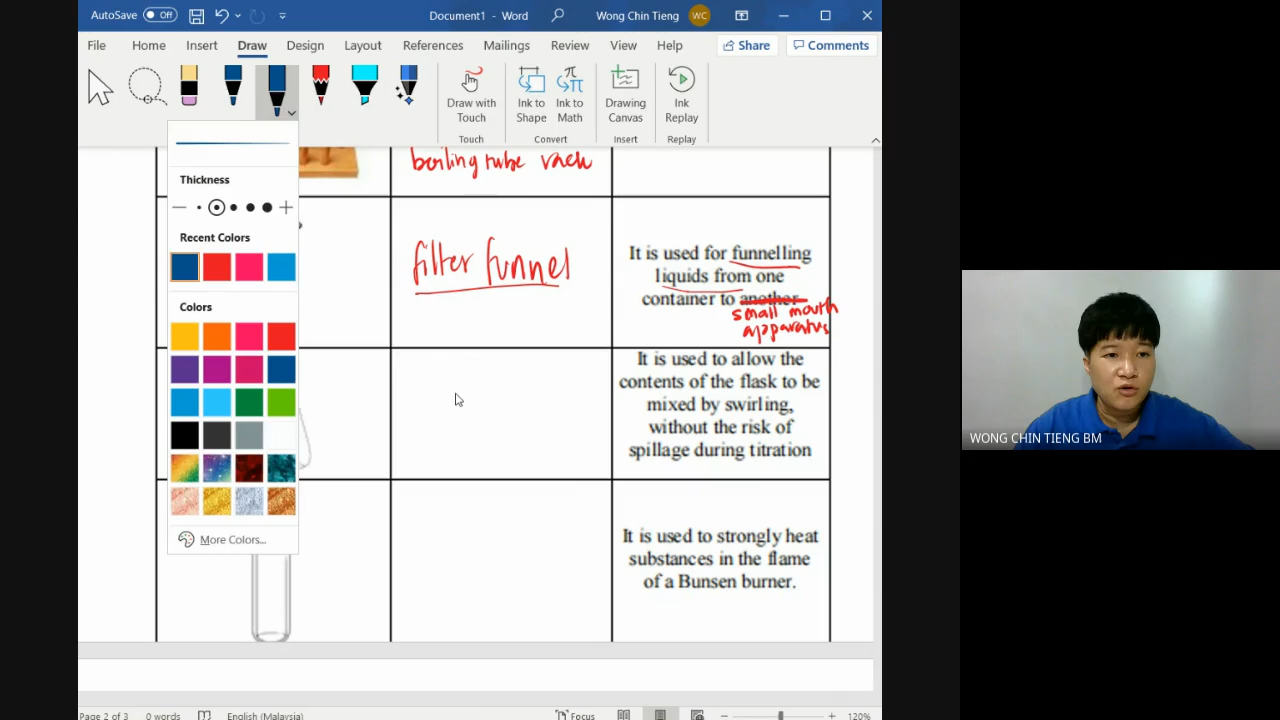 AutoSave Off Document1 - Word Wong Chin Tieng WC
File Home Insert Draw Design Layout References Mailings Review View Help Share Comments
Draw with Touch
Ink to Shape
Ink to Math
Drawing Canvas
Ink Replay
Touch Convert Insert Replay
Thickness
Recent Colors
Colors
More Colors...
boiling tube rack
filter funnel
It is used for funnelling
liquids from one
container to another
small mouth
apparatus
It is used to allow the
contents of the flask to be
mixed by swirling,
without the risk of
spillage during titration
It is used to strongly heat
substances in the flame
of a Bunsen burner.
WONG CHIN TIENG BM
Page 2 of 3 0 words English (Malaysia) Focus 120%